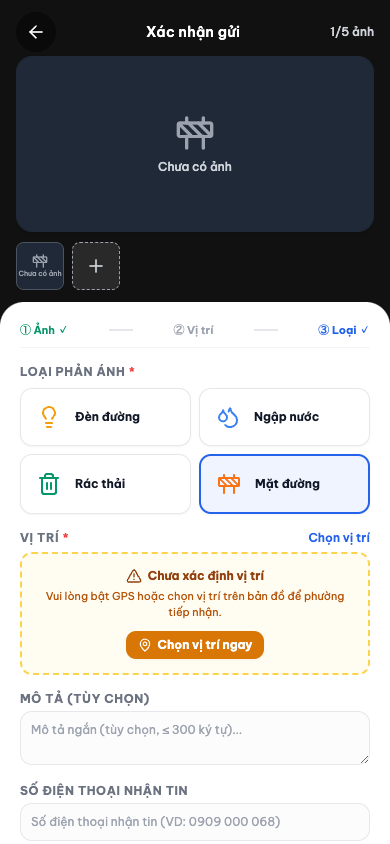 Xác nhận gửi
1/5 ảnh
Chưa có ảnh
Chưa có ảnh
① Ảnh ✓
② Vị trí
③ Loại ✓
LOẠI PHẢN ÁNH *
Đèn đường
Ngập nước
Rác thải
Mặt đường
VỊ TRÍ *
Chọn vị trí
Chưa xác định vị trí
Vui lòng bật GPS hoặc chọn vị trí trên bản đồ để phường
tiếp nhận.
Chọn vị trí ngay
MÔ TẢ (TÙY CHỌN)
Mô tả ngắn (tùy chọn, ≤ 300 ký tự)...
SỐ ĐIỆN THOẠI NHẬN TIN
Số điện thoại nhận tin (VD: 0909 000 068)